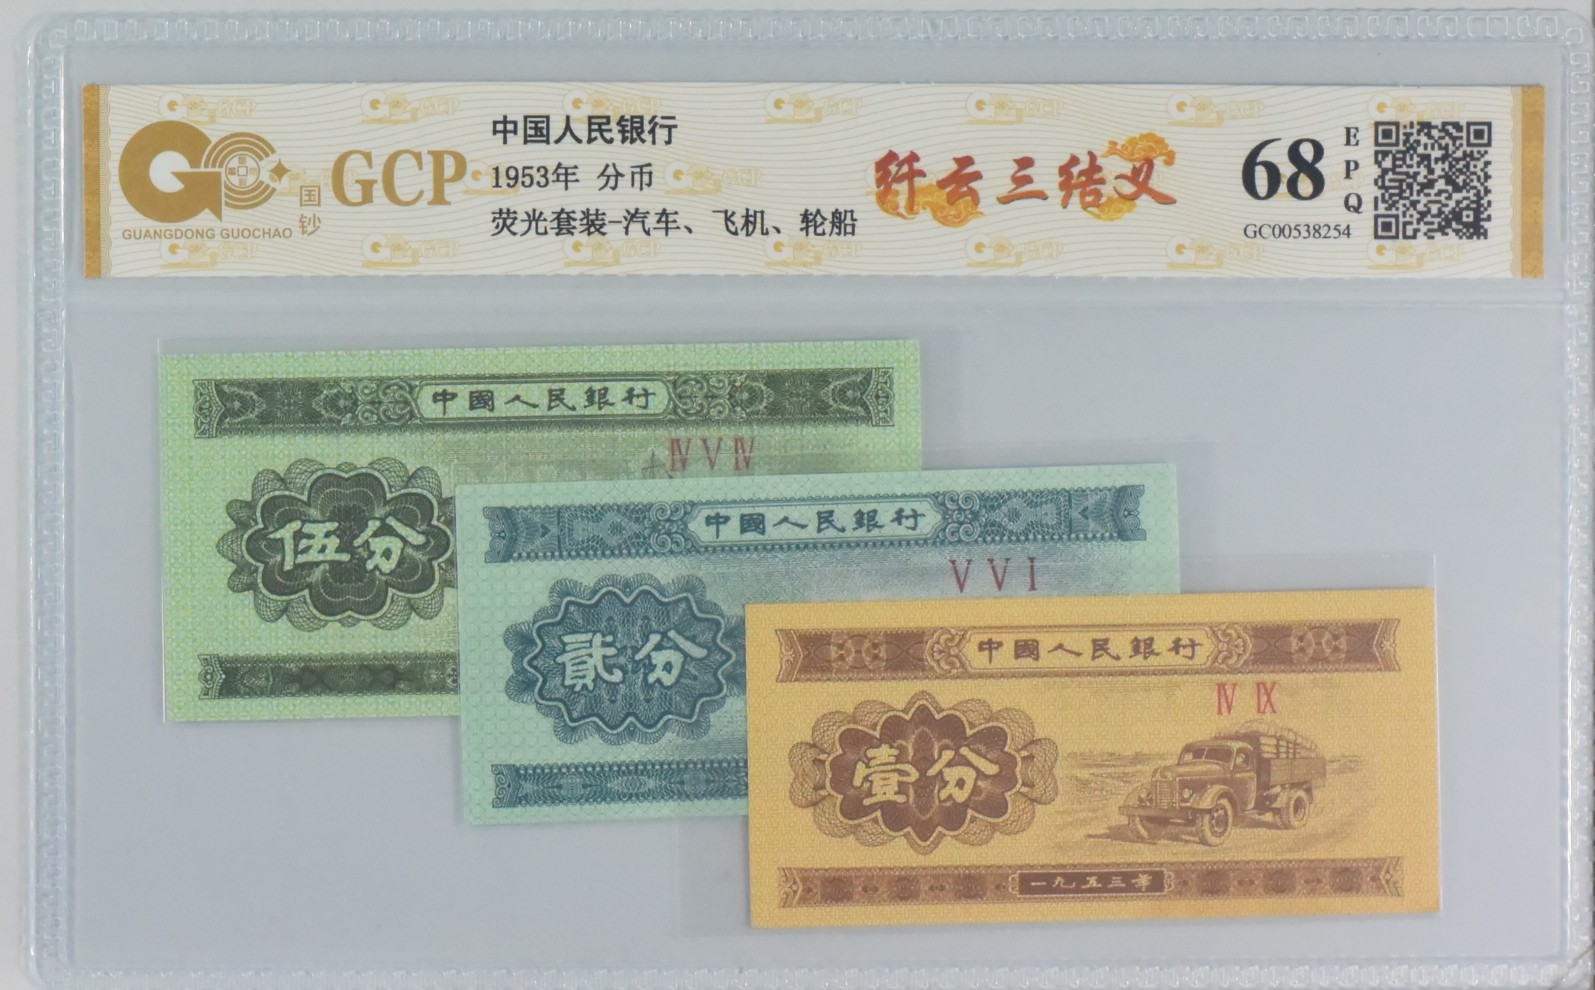 国钞
GCP
GUANGDONG GUOCHAO
中国人民银行
1953年 分币
荧光套装-汽车、飞机、轮船
纤云三结义
68
EPQ
GC00538254
中國人民銀行
Ⅳ Ⅴ Ⅳ
伍分
中國人民銀行
Ⅴ Ⅴ Ⅰ
貳分
中國人民銀行
Ⅳ Ⅸ
壹分
一九五三年